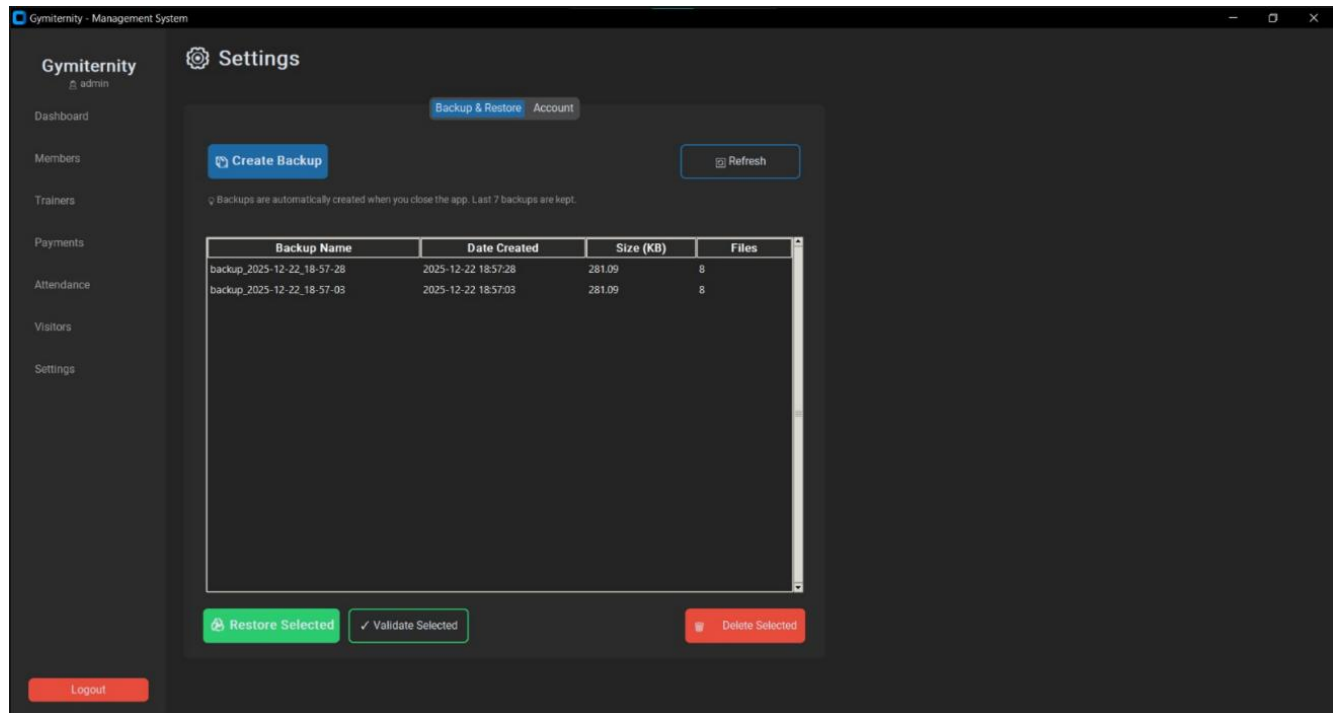 Gymiternity - Management System
Gymiternity
admin
Dashboard
Members
Trainers
Payments
Attendance
Visitors
Settings
Logout
Settings
Backup & Restore Account
Create Backup
Refresh
Backups are automatically created when you close the app. Last 7 backups are kept.
Backup Name Date Created Size (KB) Files
backup_2025-12-22_18-57-28 2025-12-22 18:57:28 281.09 8
backup_2025-12-22_18-57-03 2025-12-22 18:57:03 281.09 8
Restore Selected ✓ Validate Selected Delete Selected